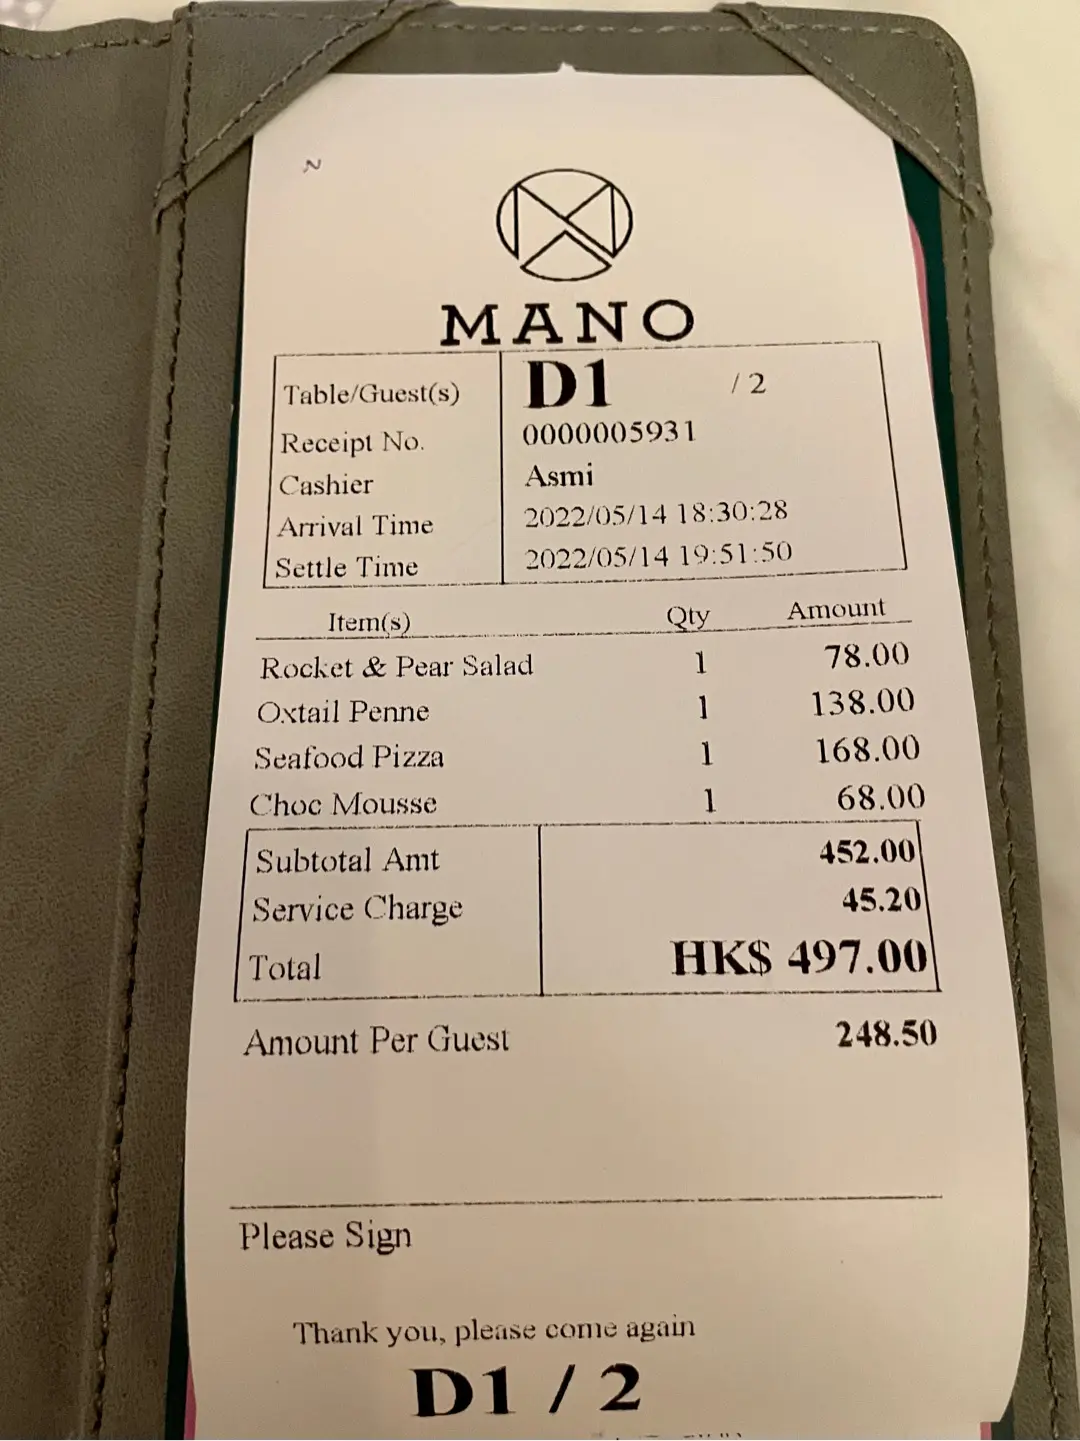 MANO
Table/Guest(s) D1 / 2
Receipt No. 0000005931
Cashier Asmi
Arrival Time 2022/05/14 18:30:28
Settle Time 2022/05/14 19:51:50
Item(s) Qty Amount
Rocket & Pear Salad 1 78.00
Oxtail Penne 1 138.00
Seafood Pizza 1 168.00
Choc Mousse 1 68.00
Subtotal Amt 452.00
Service Charge 45.20
Total HK$ 497.00
Amount Per Guest 248.50
Please Sign
Thank you, please come again
D1 / 2